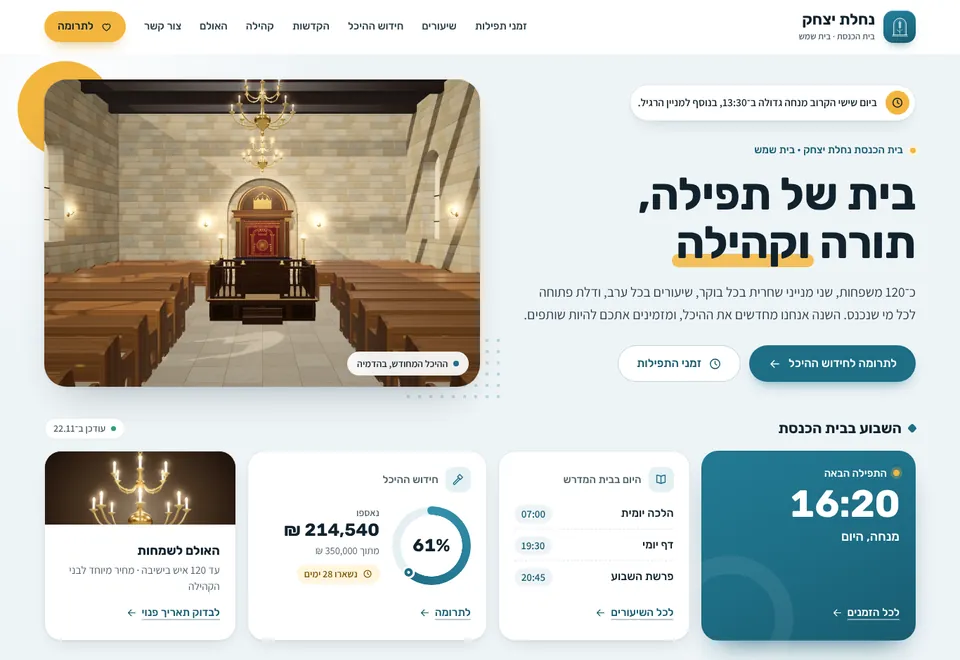 נחלת יצחק
בית הכנסת · בית שמש
זמני תפילות
שיעורים
חידוש ההיכל
הקדשות
קהילה
האולם
צור קשר
לתרומה
ביום שישי הקרוב מנחה גדולה ב־13:30, בנוסף למניין הרגיל.
בית הכנסת נחלת יצחק • בית שמש
בית של תפילה,
תורה וקהילה
כ־120 משפחות, שני מנייני שחרית בכל בוקר, שיעורים בכל ערב, ודלת פתוחה
לכל מי שנכנס. השנה אנחנו מחדשים את ההיכל, ומזמינים אתכם להיות שותפים.
לתרומה לחידוש ההיכל ←
זמני התפילות
ההיכל המחודש, בהדמיה
השבוע בבית הכנסת
עודכן ב־22.11
התפילה הבאה
16:20
מנחה, היום
לכל הזמנים ←
היום בבית המדרש
הלכה יומית 07:00
דף יומי 19:30
פרשת השבוע 20:45
לכל השיעורים ←
חידוש ההיכל
61%
נאספו
214,540 ₪
מתוך 350,000 ₪
נשארו 28 ימים
לתרומה ←
האולם לשמחות
עד 120 איש בישיבה · מחיר מיוחד לבני
הקהילה
לבדוק תאריך פנוי ←